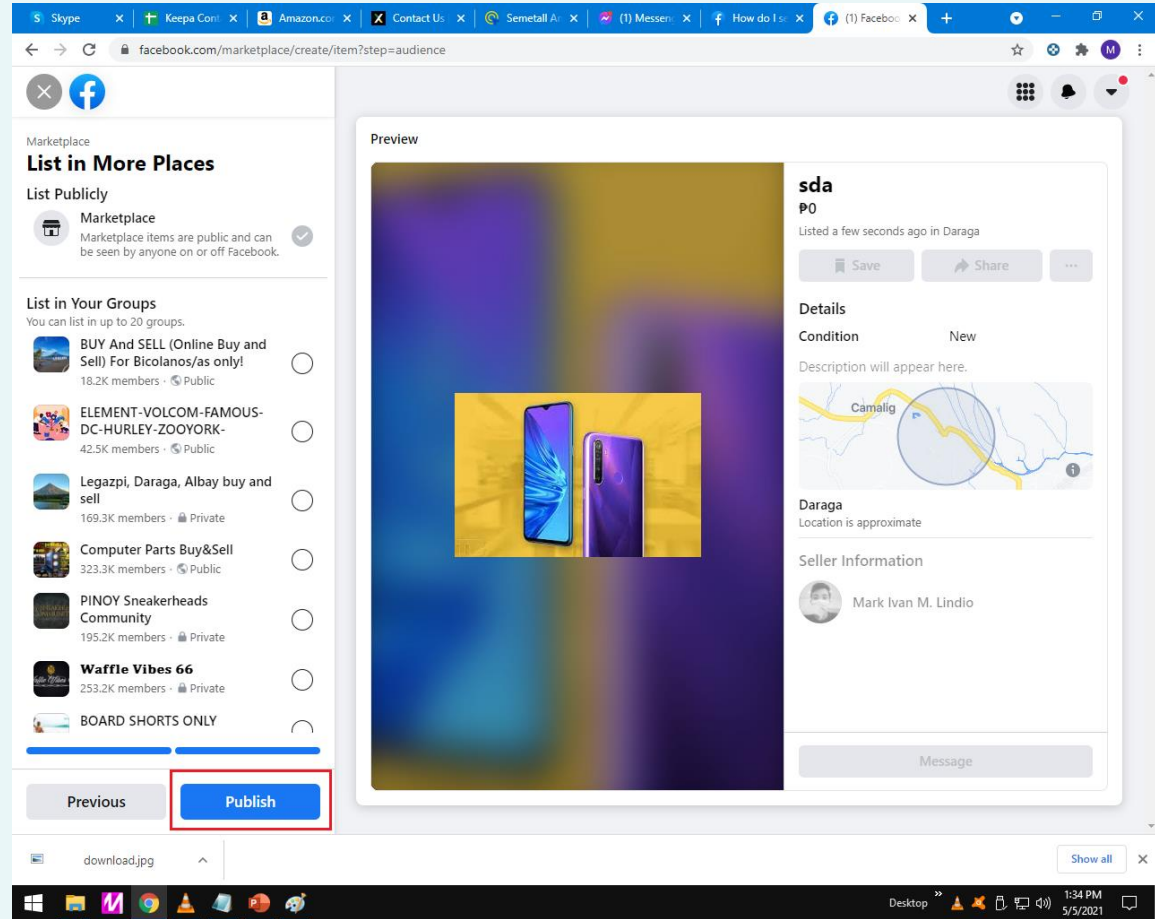 Skype
Keepa Cont
Amazon.co
Contact Us
Semetall Ar
(1) Messeng
How do I se
(1) Faceboo
facebook.com/marketplace/create/item?step=audience
M
Marketplace
List in More Places
List Publicly
Marketplace
Marketplace items are public and can
be seen by anyone on or off Facebook.
List in Your Groups
You can list in up to 20 groups.
BUY And SELL (Online Buy and
Sell) For Bicolanos/as only!
18.2K members · Public
ELEMENT-VOLCOM-FAMOUS-
DC-HURLEY-ZOOYORK-
42.5K members · Public
Legazpi, Daraga, Albay buy and
sell
169.3K members · Private
Computer Parts Buy&Sell
323.3K members · Public
PINOY Sneakerheads
Community
195.2K members · Private
Waffle Vibes 66
253.2K members · Private
BOARD SHORTS ONLY
Previous
Publish
Preview
sda
₱0
Listed a few seconds ago in Daraga
Save
Share
Details
Condition New
Description will appear here.
Camalig
Daraga
Location is approximate
Seller Information
Mark Ivan M. Lindio
Message
download.jpg
Show all
Desktop
1:34 PM
5/5/2021